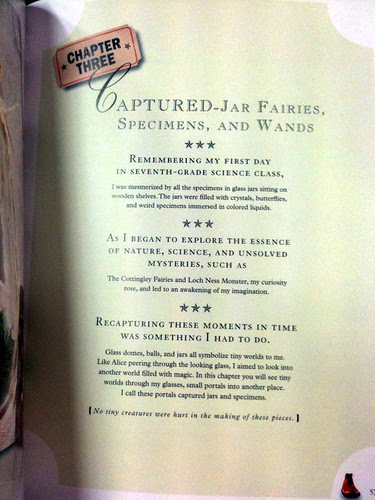 CHAPTER
THREE
CAPTURED-JAR FAIRIES,
SPECIMENS, AND WANDS
REMEMBERING MY FIRST DAY
IN SEVENTH-GRADE SCIENCE CLASS,
I was mesmerized by all the specimens in glass jars sitting on
wooden shelves. The jars were filled with crystals, butterflies,
and weird specimens immersed in colored liquids.
AS I BEGAN TO EXPLORE THE ESSENCE
OF NATURE, SCIENCE, AND UNSOLVED
MYSTERIES, SUCH AS
The Cottingley Fairies and Loch Ness Monster, my curiosity
rose, and led to an awakening of my imagination.
RECAPTURING THESE MOMENTS IN TIME
WAS SOMETHING I HAD TO DO.
Glass domes, balls, and jars all symbolize tiny worlds to me.
Like Alice peering through the looking glass, I aimed to look into
another world filled with magic. In this chapter you will see tiny
worlds through my glasses, small portals into another place.
I call these portals captured jars and specimens.
[No tiny creatures were hurt in the making of these pieces.]